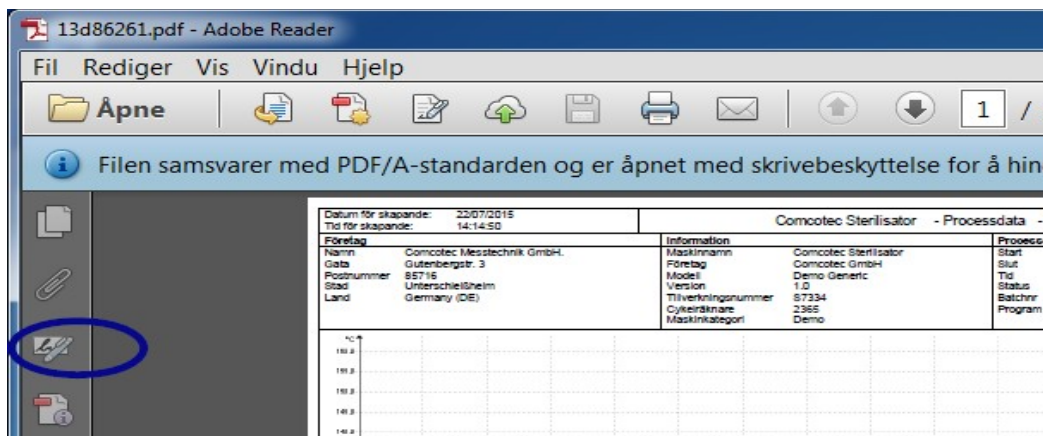 13d86261.pdf - Adobe Reader
Fil Rediger Vis Vindu Hjelp
Åpne 1 /
Filen samsvarer med PDF/A-standarden og er åpnet med skrivebeskyttelse for å hin
Datum för skapande: 22/07/2015
Tid för skapande: 14:14:50
Comcotec Sterilisator - Processdata -
Företag
Namn Comcotec Messtechnik GmbH.
Gata Gutenbergstr. 3
Postnummer 85716
Stad Unterschleißheim
Land Germany (DE)
Information
Maskinnamn Comcotec Sterilisator
Företag Comcotec GmbH
Modell Demo Generic
Version 1.0
Tillverkningsnummer S7334
Cykelräknare 2365
Maskinkategori Demo
Process
Start
Slut
Tid
Status
Batchnr
Program
°C